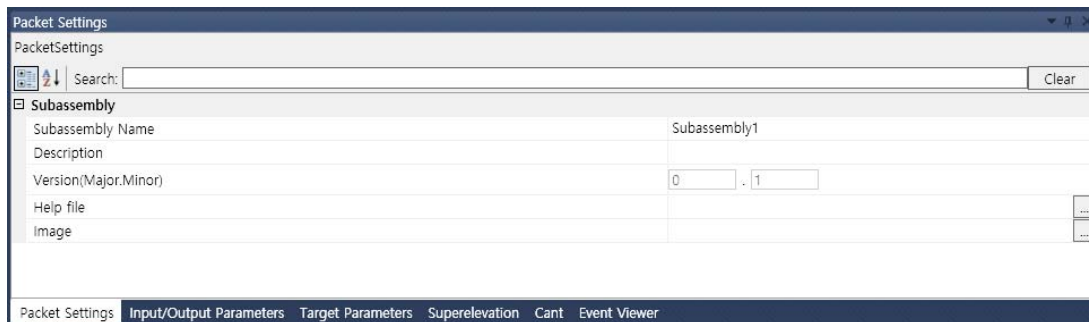 Packet Settings
PacketSettings
Search: Clear
Subassembly
Subassembly Name Subassembly1
Description
Version(Major.Minor) 0 . 1
Help file ...
Image ...
Packet Settings Input/Output Parameters Target Parameters Superelevation Cant Event Viewer